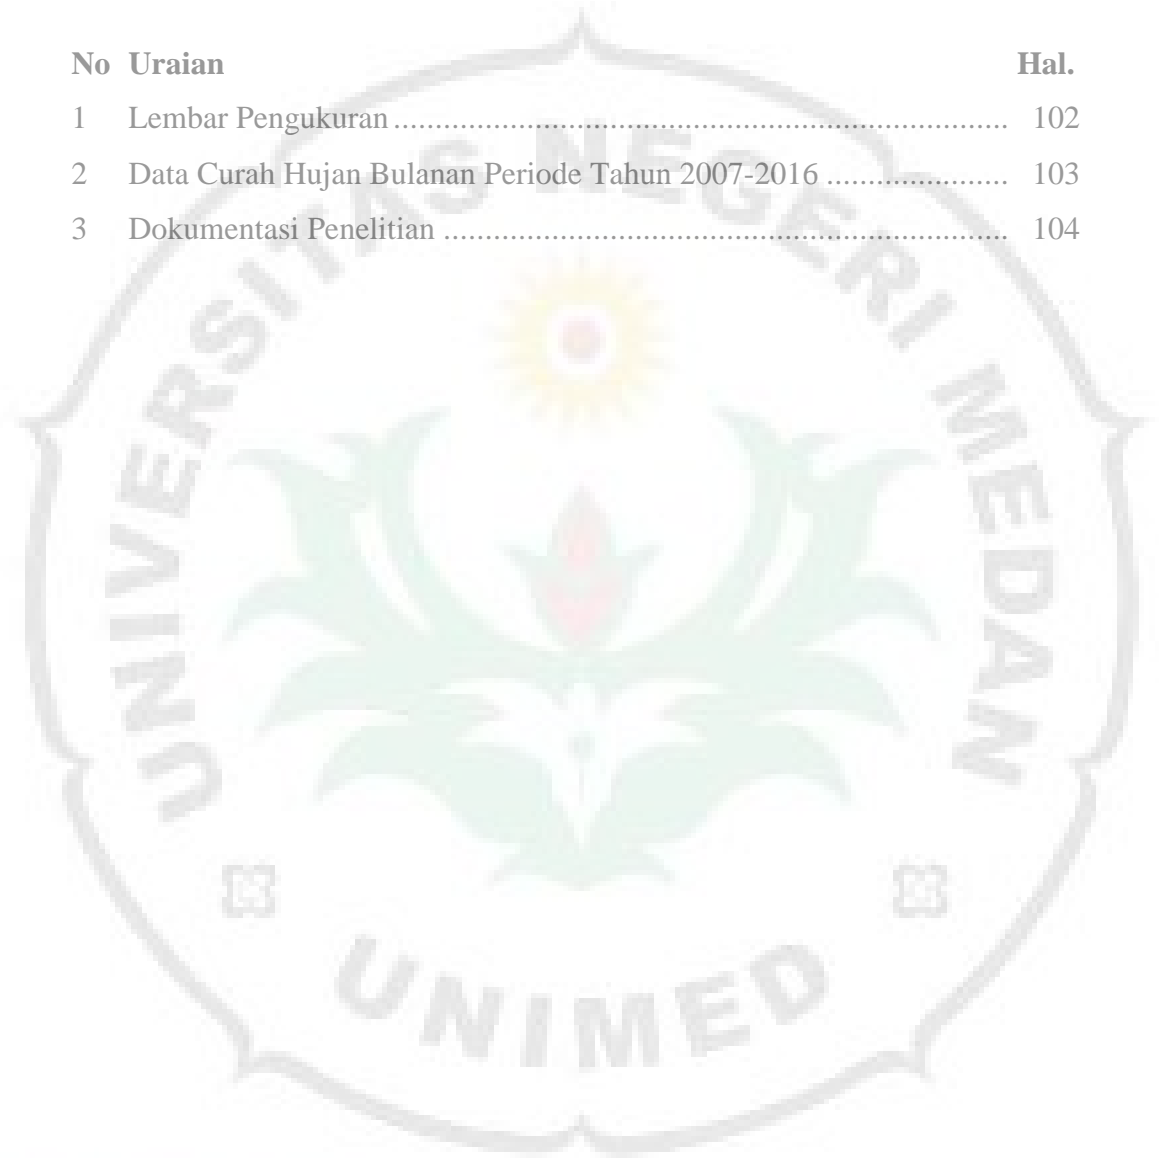 No Uraian Hal.
1 Lembar Pengukuran ........................................................................... 102
2 Data Curah Hujan Bulanan Periode Tahun 2007-2016 ...................... 103
3 Dokumentasi Penelitian ..................................................................... 104
UNIVERSITAS NEGERI MEDAN
UNIMED